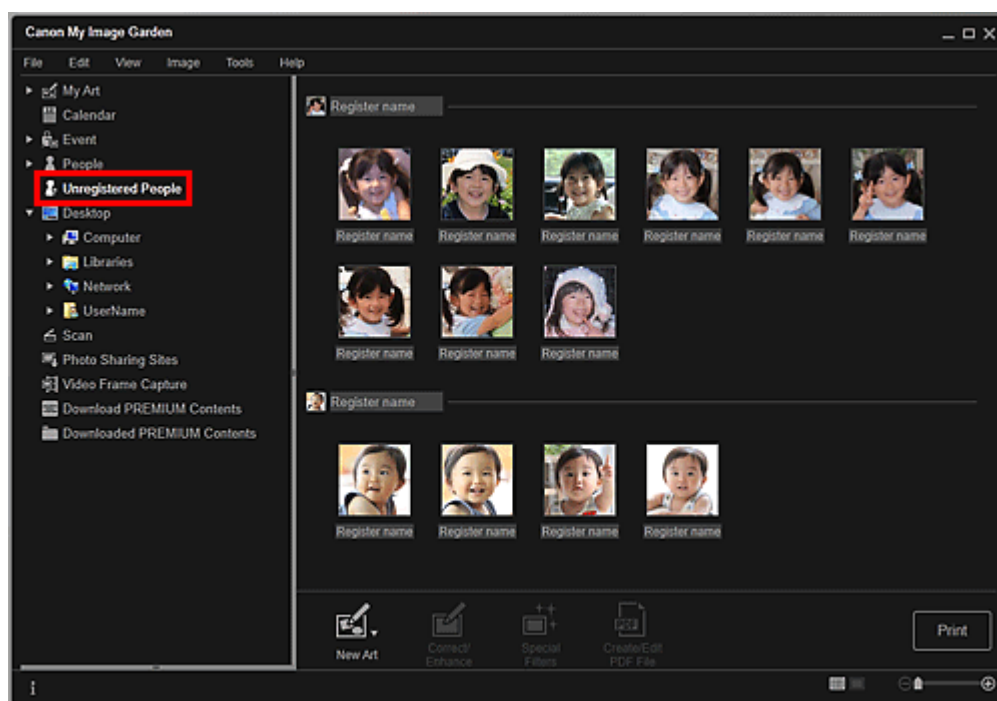 Canon My Image Garden
File Edit View Image Tools Help
My Art
Calendar
Event
People
Unregistered People
Desktop
Computer
Libraries
Network
UserName
Scan
Photo Sharing Sites
Video Frame Capture
Download PREMIUM Contents
Downloaded PREMIUM Contents
Register name
Register name Register name Register name Register name Register name Register name
Register name Register name Register name
Register name
Register name Register name Register name Register name
New Art
Correct/
Enhance
Special
Filters
Create/Edit
PDF File
PDF
Print